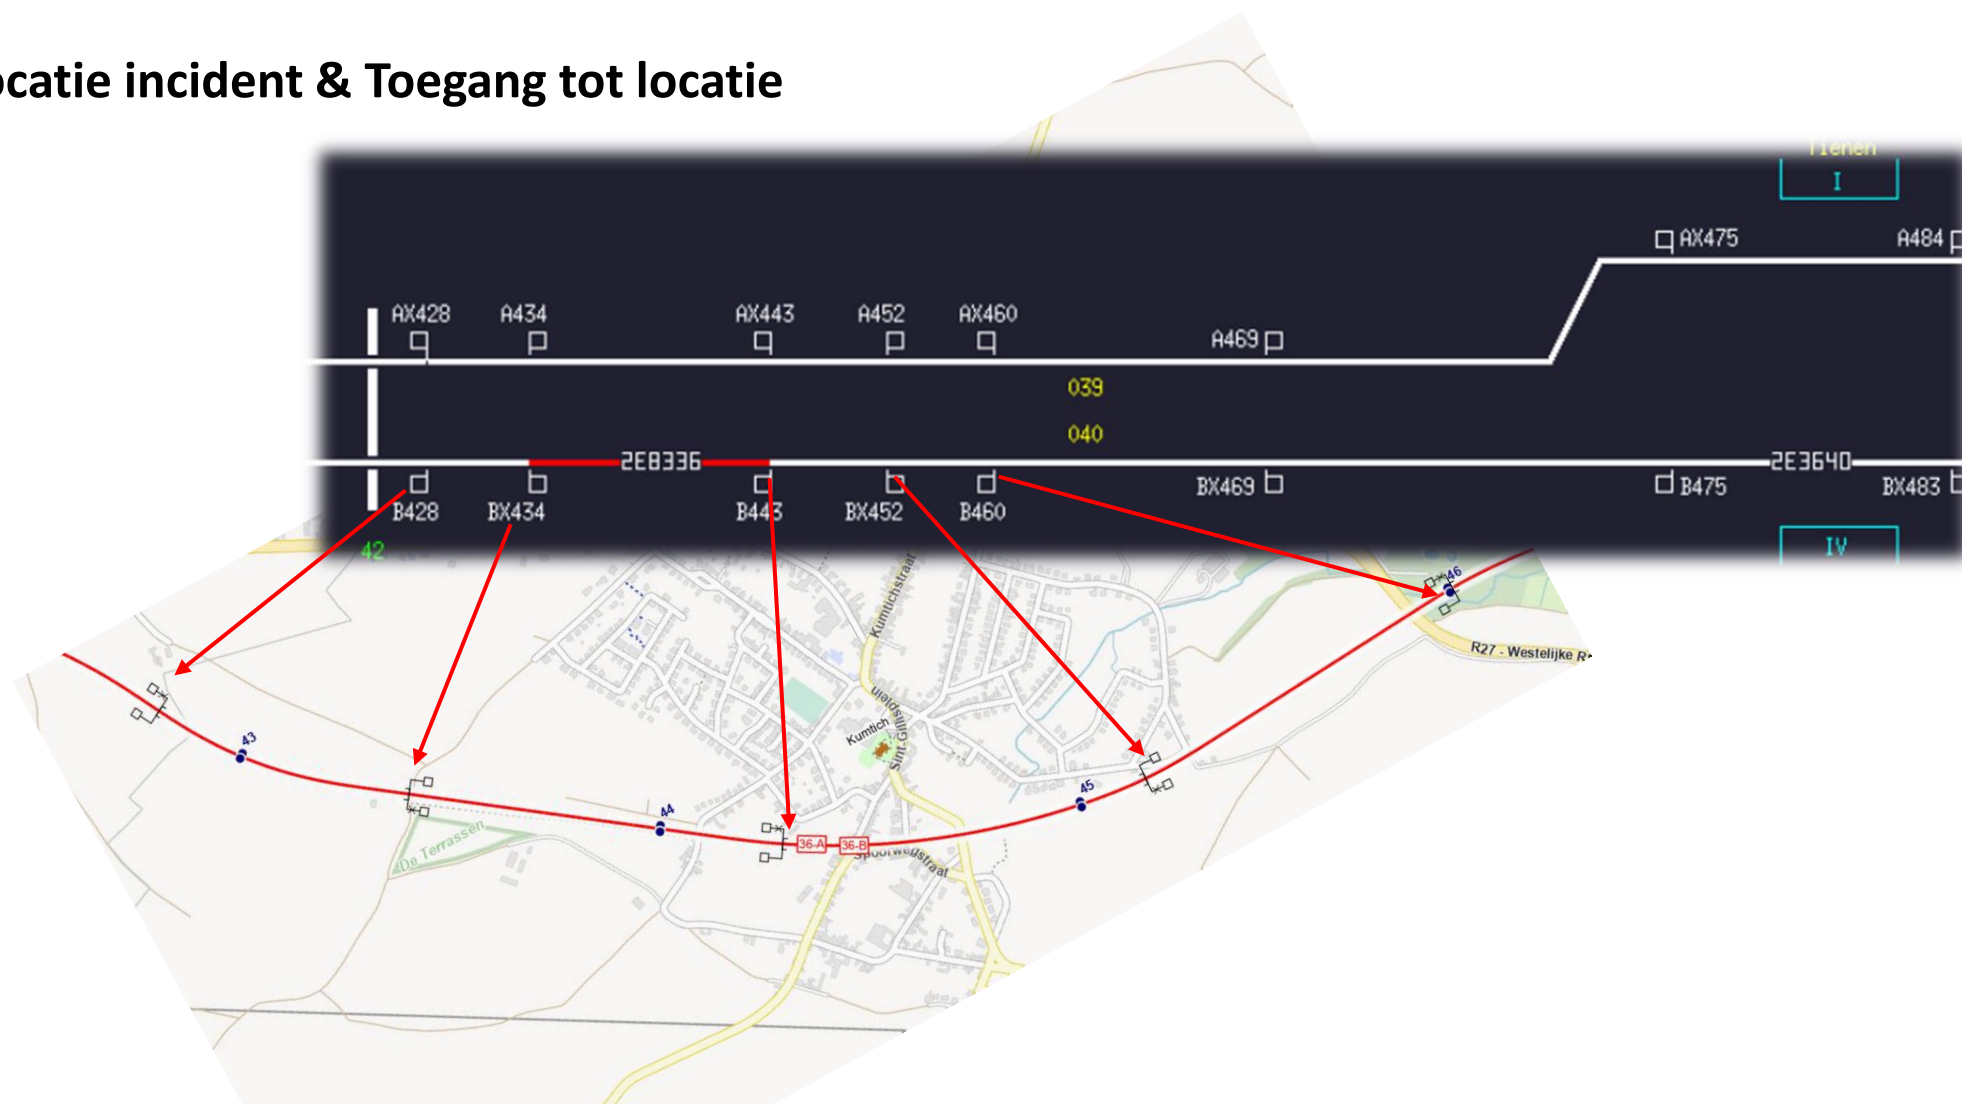 ocatie incident & Toegang tot locatie
Tienen
I
AX475
A484
AX428
A434
AX443
A452
AX460
A469
039
040
2E8336
2E3640
B428
BX434
B443
BX452
B460
BX469
B475
BX483
42
IV
Kumtichstraat
46
R27 - Westelijke R
43
Sint-Gillisplein
Kumtich
44
45
De Terrassen
36-A
36-B
Spoorwegstraat